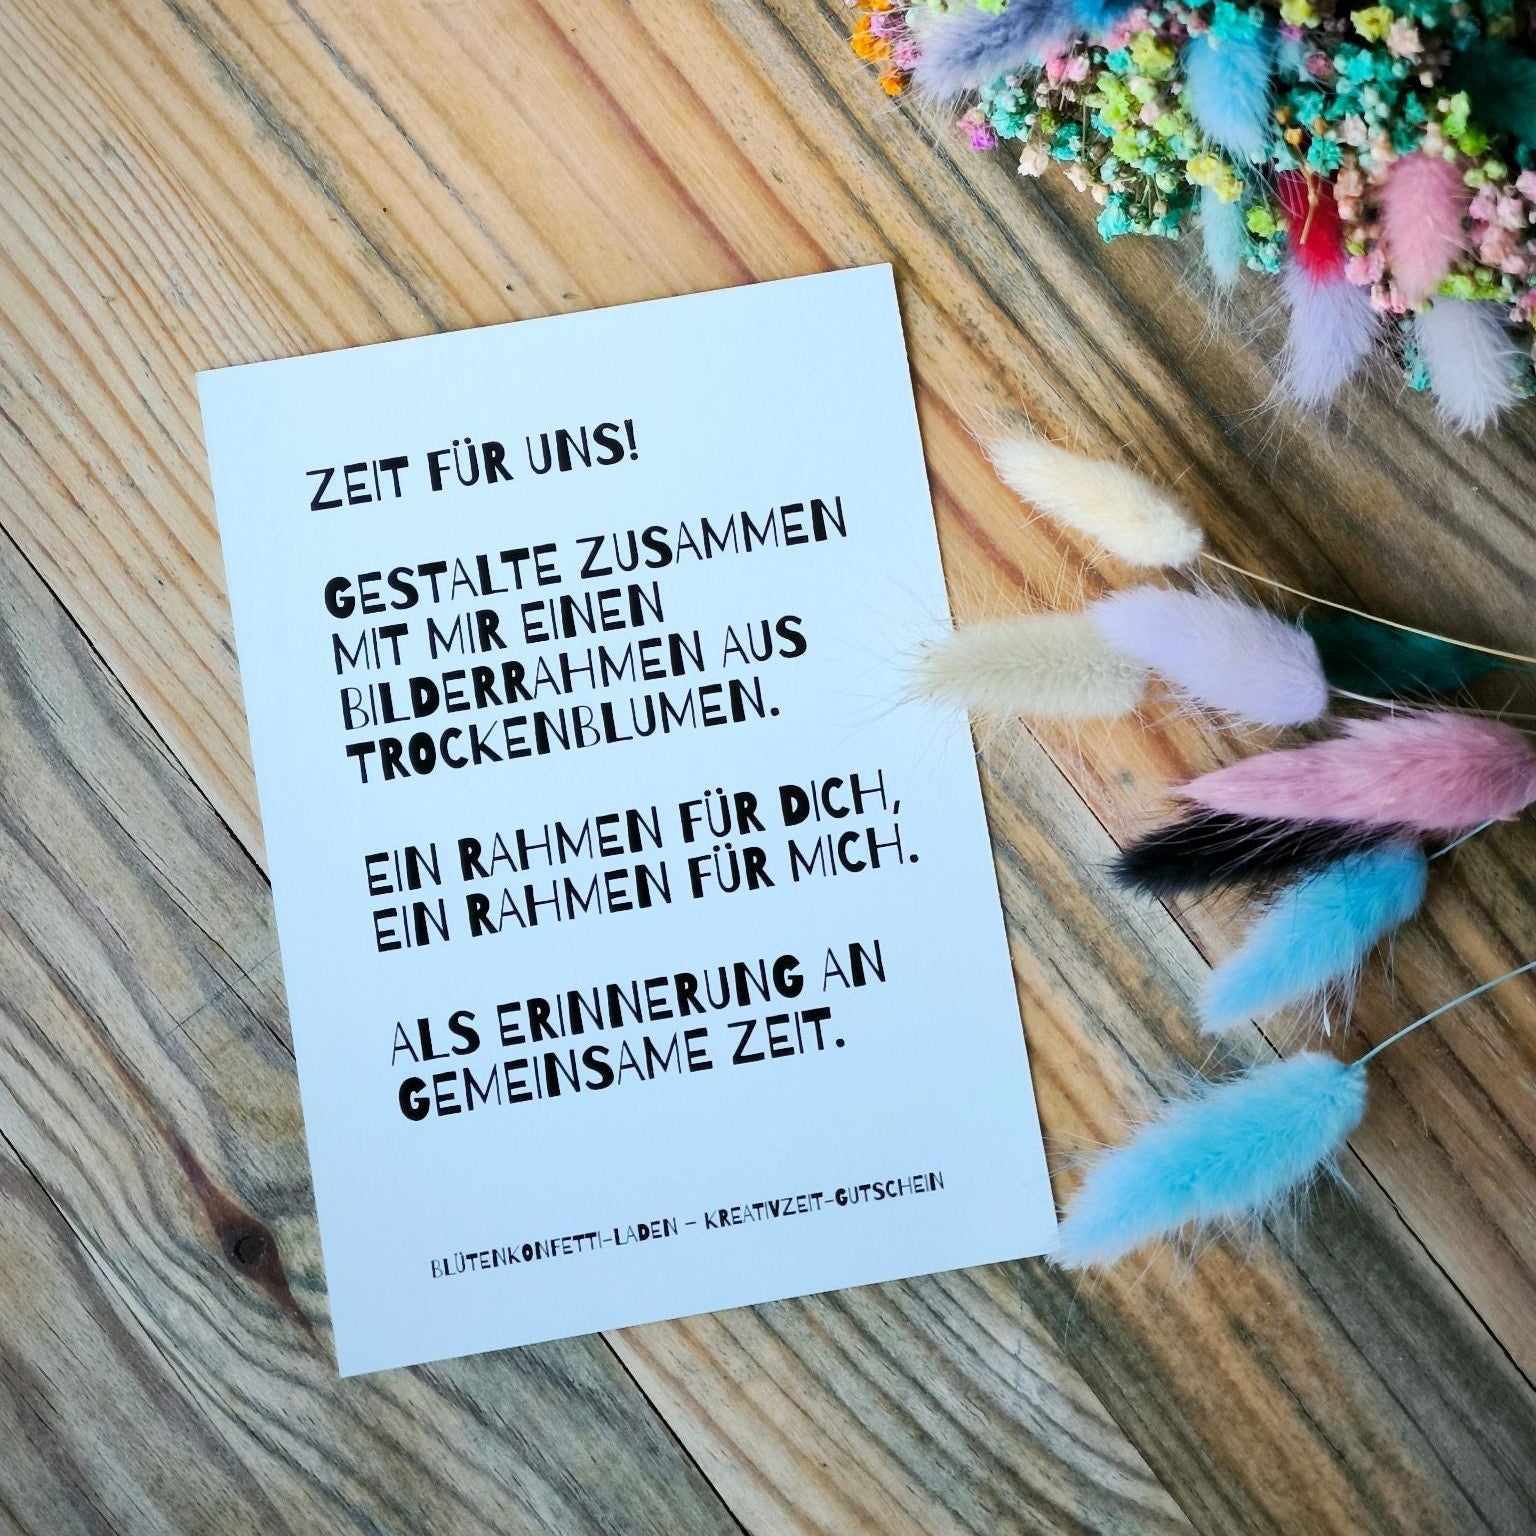 ZEIT FÜR UNS!
GESTALTE ZUSAMMEN
MIT MIR EINEN
BILDERRAHMEN AUS
TROCKENBLUMEN.
EIN RAHMEN FÜR DICH,
EIN RAHMEN FÜR MICH.
ALS ERINNERUNG AN
GEMEINSAME ZEIT.
BLÜTENKONFETTI-LADEN – KREATIVZEIT-GUTSCHEIN